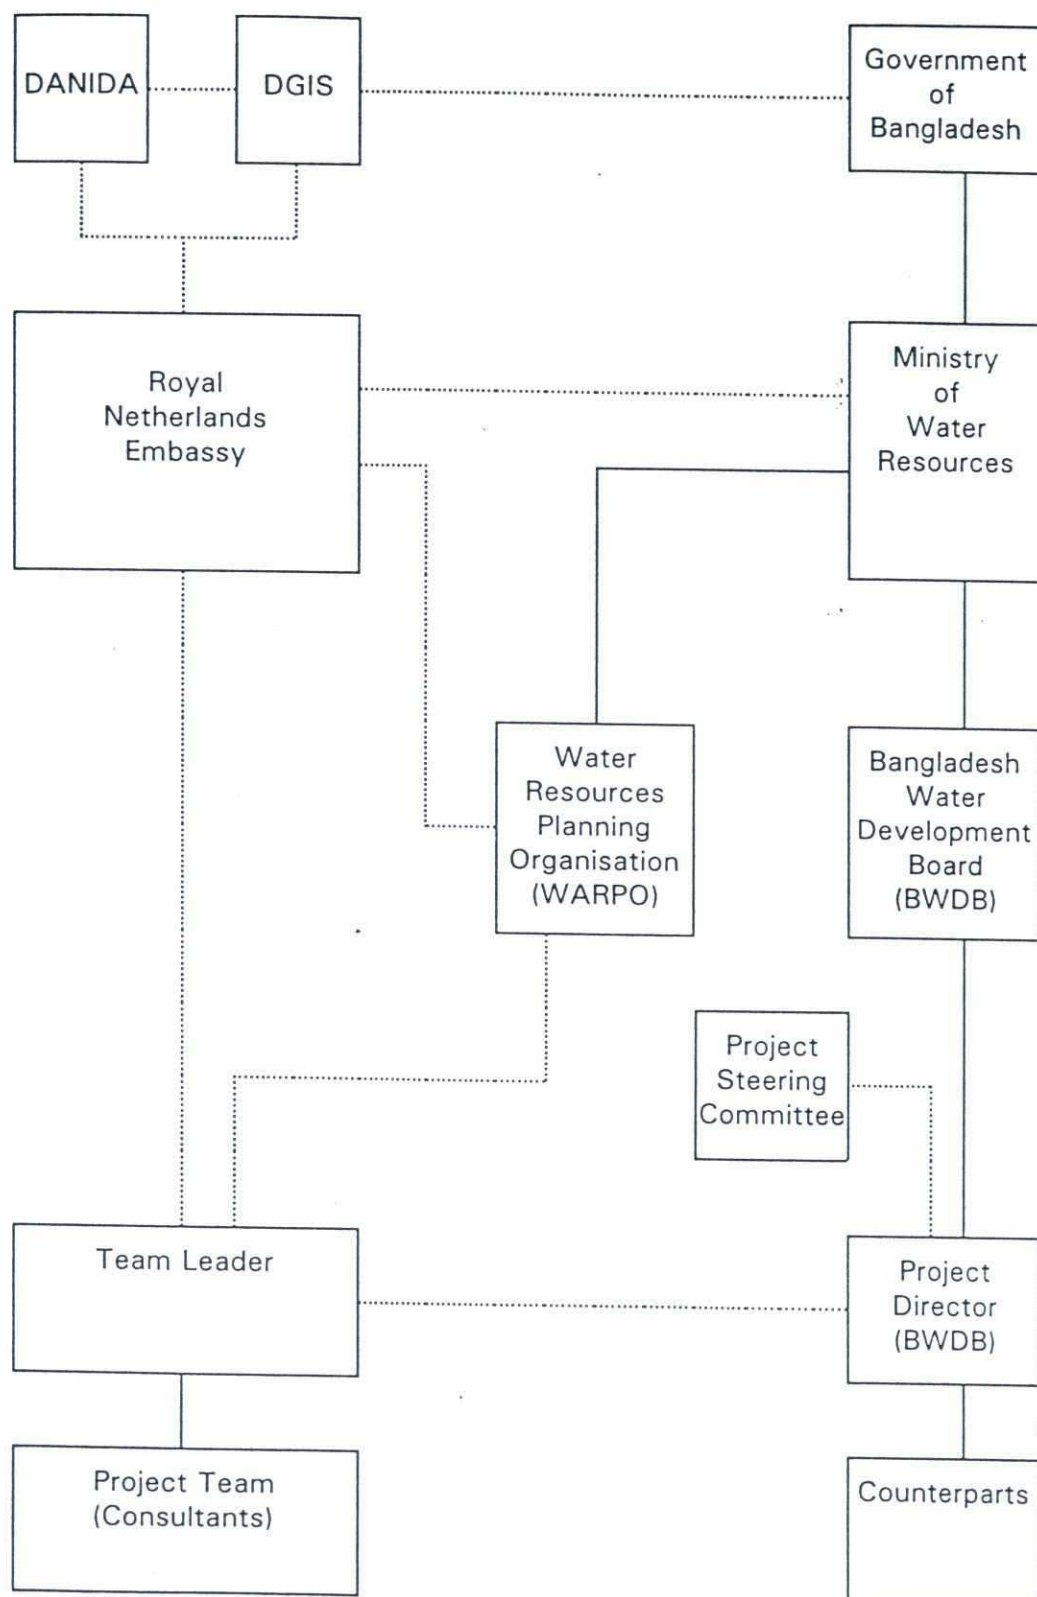 DANIDA
DGIS
Government
of
Bangladesh
Royal
Netherlands
Embassy
Ministry
of
Water
Resources
Water
Resources
Planning
Organisation
(WARPO)
Bangladesh
Water
Development
Board
(BWDB)
Project
Steering
Committee
Team Leader
Project
Director
(BWDB)
Project Team
(Consultants)
Counterparts